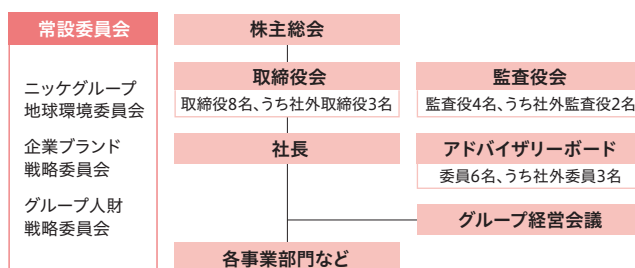 常設委員会
ニッケグループ
地球環境委員会
企業ブランド
戦略委員会
グループ人財
戦略委員会
株主総会
取締役会
取締役8名、うち社外取締役3名
監査役会
監査役4名、うち社外監査役2名
社長
アドバイザリーボード
委員6名、うち社外委員3名
グループ経営会議
各事業部門など